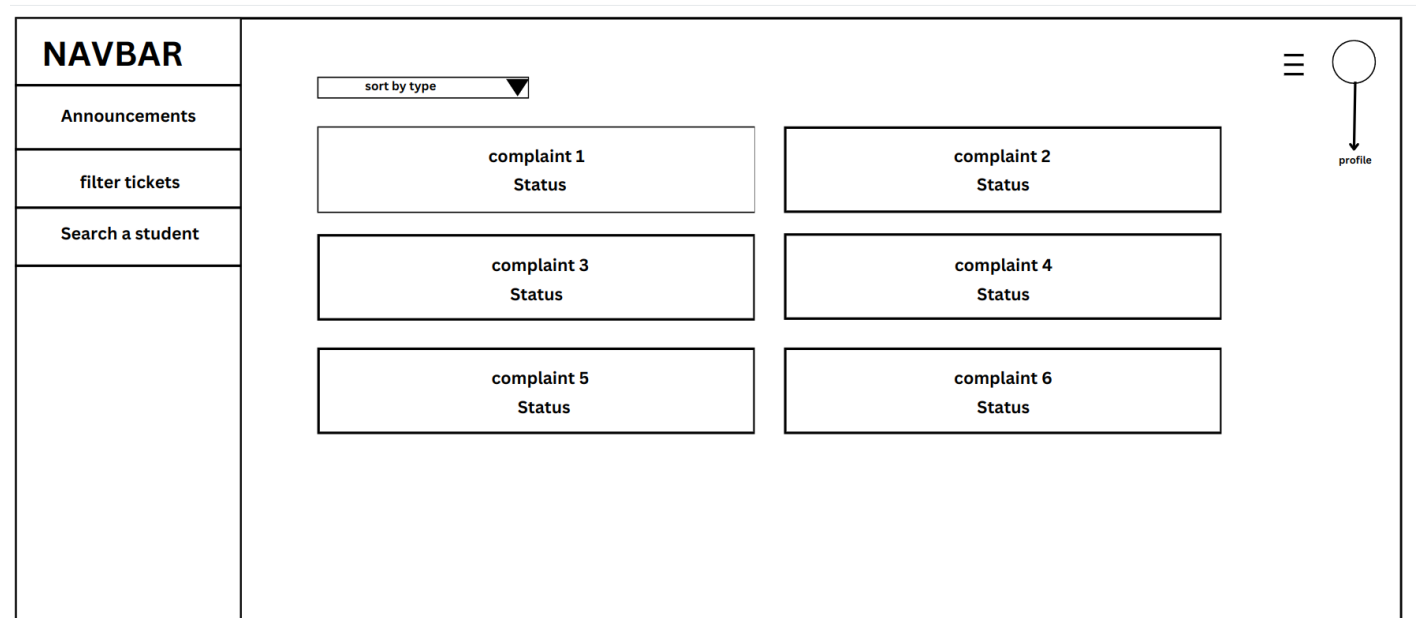 NAVBAR
Announcements
filter tickets
Search a student
sort by type
complaint 1
Status
complaint 2
Status
complaint 3
Status
complaint 4
Status
complaint 5
Status
complaint 6
Status
profile